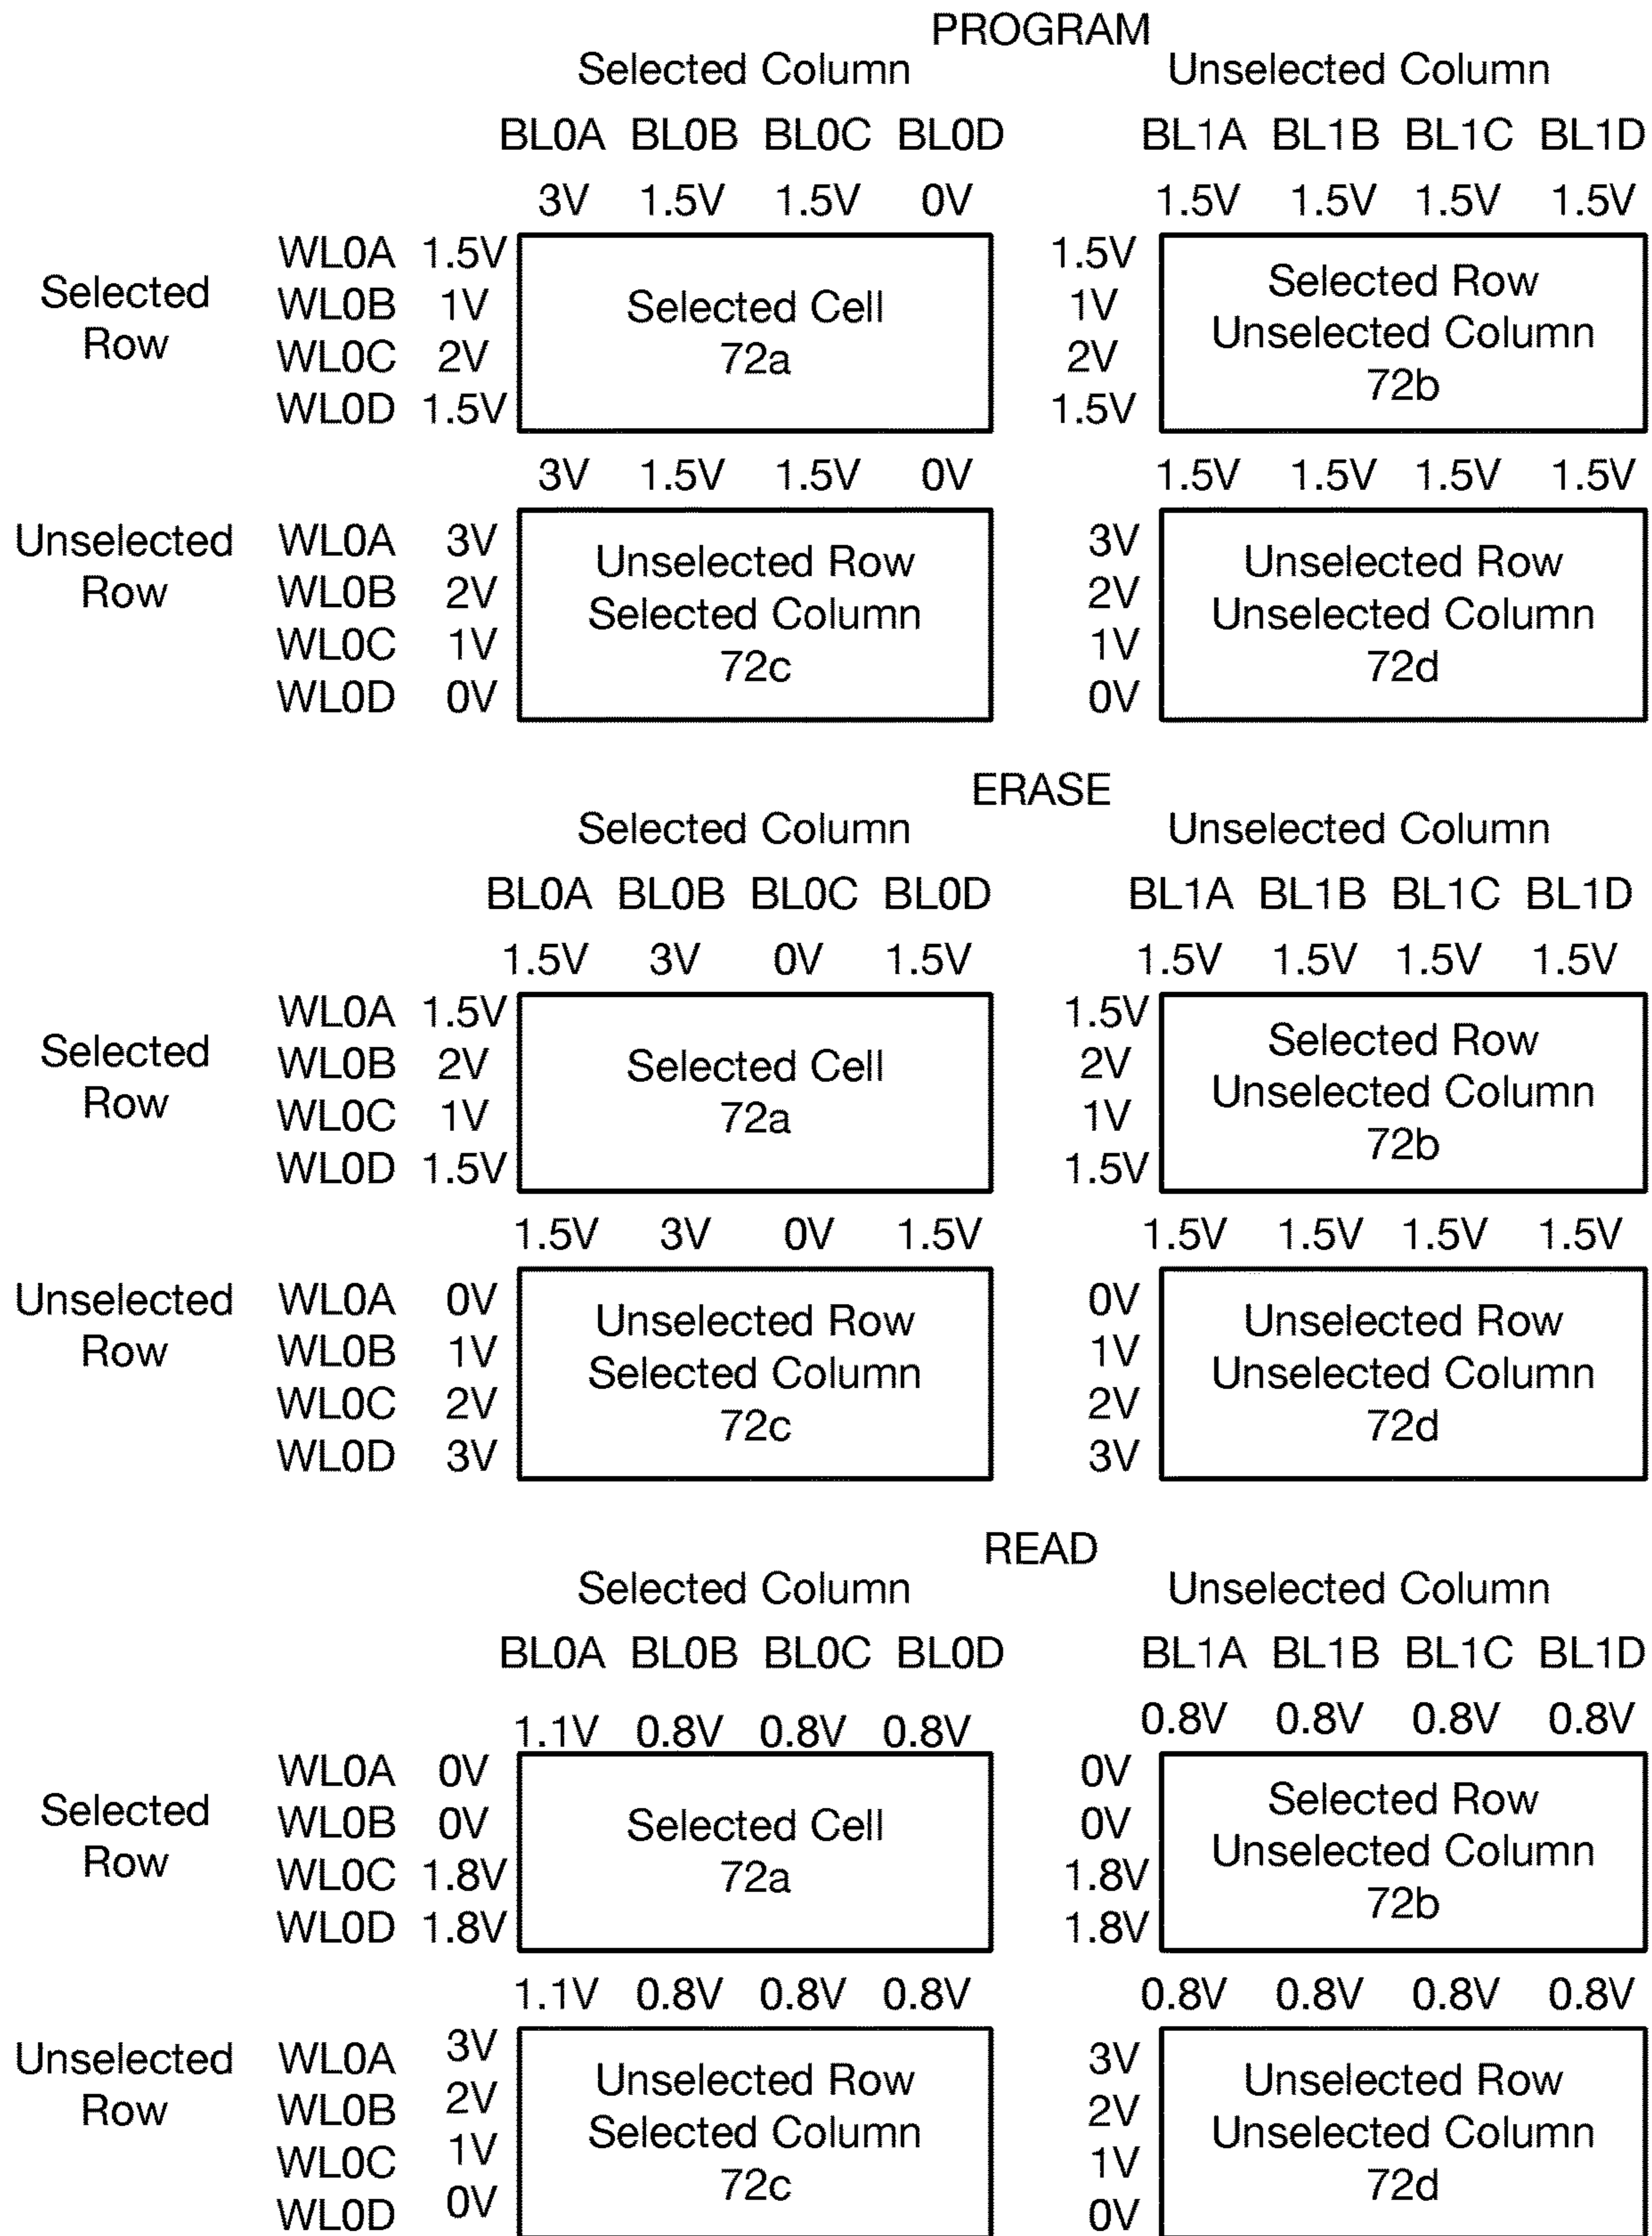 PROGRAM
Selected Column Unselected Column
BL0A BL0B BL0C BL0D BL1A BL1B BL1C BL1D
3V 1.5V 1.5V 0V 1.5V 1.5V 1.5V 1.5V
Selected Row
WL0A 1.5V
WL0B 1V
WL0C 2V
WL0D 1.5V
Selected Cell
72a
1.5V
1V
2V
1.5V
Selected Row
Unselected Column
72b
3V 1.5V 1.5V 0V 1.5V 1.5V 1.5V 1.5V
Unselected Row
WL0A 3V
WL0B 2V
WL0C 1V
WL0D 0V
Unselected Row
Selected Column
72c
3V
2V
1V
0V
Unselected Row
Unselected Column
72d
ERASE
Selected Column Unselected Column
BL0A BL0B BL0C BL0D BL1A BL1B BL1C BL1D
1.5V 3V 0V 1.5V 1.5V 1.5V 1.5V 1.5V
Selected Row
WL0A 1.5V
WL0B 2V
WL0C 1V
WL0D 1.5V
Selected Cell
72a
1.5V
2V
1V
1.5V
Selected Row
Unselected Column
72b
1.5V 3V 0V 1.5V 1.5V 1.5V 1.5V 1.5V
Unselected Row
WL0A 0V
WL0B 1V
WL0C 2V
WL0D 3V
Unselected Row
Selected Column
72c
0V
1V
2V
3V
Unselected Row
Unselected Column
72d
READ
Selected Column Unselected Column
BL0A BL0B BL0C BL0D BL1A BL1B BL1C BL1D
1.1V 0.8V 0.8V 0.8V 0.8V 0.8V 0.8V 0.8V
Selected Row
WL0A 0V
WL0B 0V
WL0C 1.8V
WL0D 1.8V
Selected Cell
72a
0V
0V
1.8V
1.8V
Selected Row
Unselected Column
72b
1.1V 0.8V 0.8V 0.8V 0.8V 0.8V 0.8V 0.8V
Unselected Row
WL0A 3V
WL0B 2V
WL0C 1V
WL0D 0V
Unselected Row
Selected Column
72c
3V
2V
1V
0V
Unselected Row
Unselected Column
72d